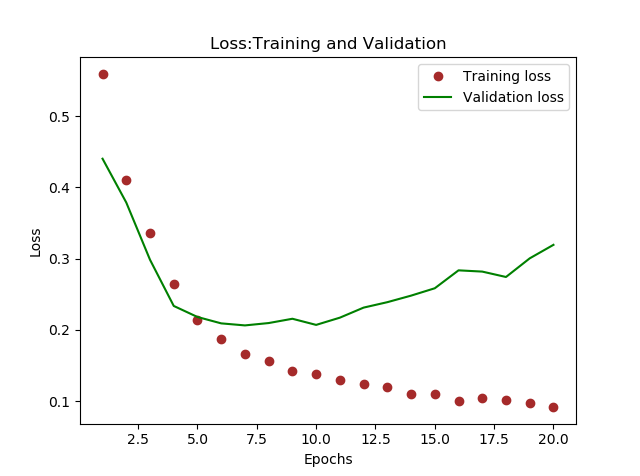 Loss:Training and Validation
Training loss
Validation loss
0.5
0.4
0.3
0.2
0.1
Loss
2.5 5.0 7.5 10.0 12.5 15.0 17.5 20.0
Epochs